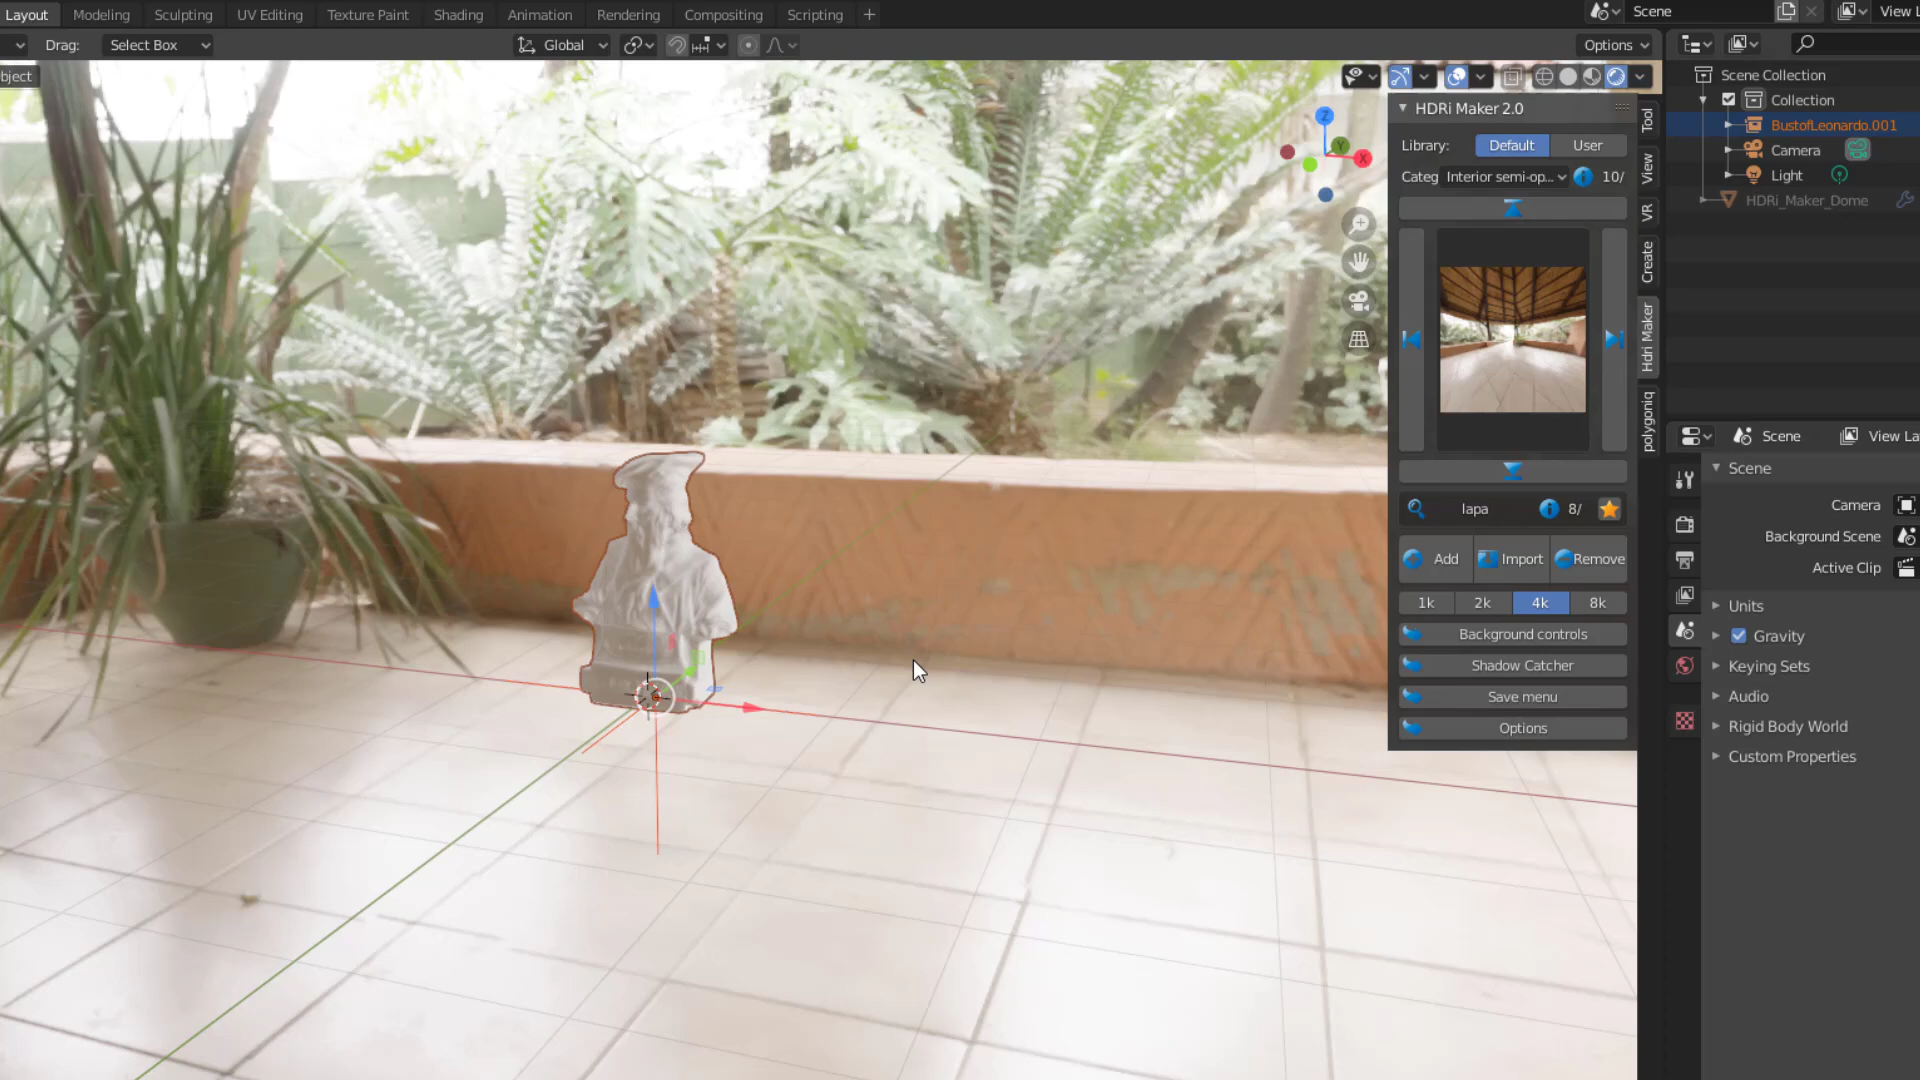 Layout Modeling Sculpting UV Editing Texture Paint Shading Animation Rendering Compositing Scripting +
Scene
View L
Drag: Select Box
Global
Options
bject
HDRi Maker 2.0
Library: Default User
Categ Interior semi-op... 10/
lapa 8/
Add Import Remove
1k 2k 4k 8k
Background controls
Shadow Catcher
Save menu
Options
Tool
View
VR
Create
Hdri Maker
polygoniq
Z
Y
X
Scene Collection
Collection
BustofLeonardo.001
Camera
Light
HDRi_Maker_Dome
Scene View La
Scene
Camera
Background Scene
Active Clip
Units
Gravity
Keying Sets
Audio
Rigid Body World
Custom Properties